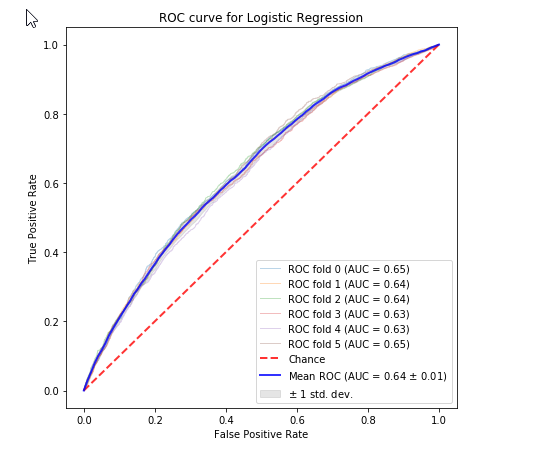 ROC curve for Logistic Regression
1.0
0.8
0.6
0.4
0.2
0.0
True Positive Rate
ROC fold 0 (AUC = 0.65)
ROC fold 1 (AUC = 0.64)
ROC fold 2 (AUC = 0.64)
ROC fold 3 (AUC = 0.63)
ROC fold 4 (AUC = 0.63)
ROC fold 5 (AUC = 0.65)
Chance
Mean ROC (AUC = 0.64 ± 0.01)
± 1 std. dev.
0.0 0.2 0.4 0.6 0.8 1.0
False Positive Rate